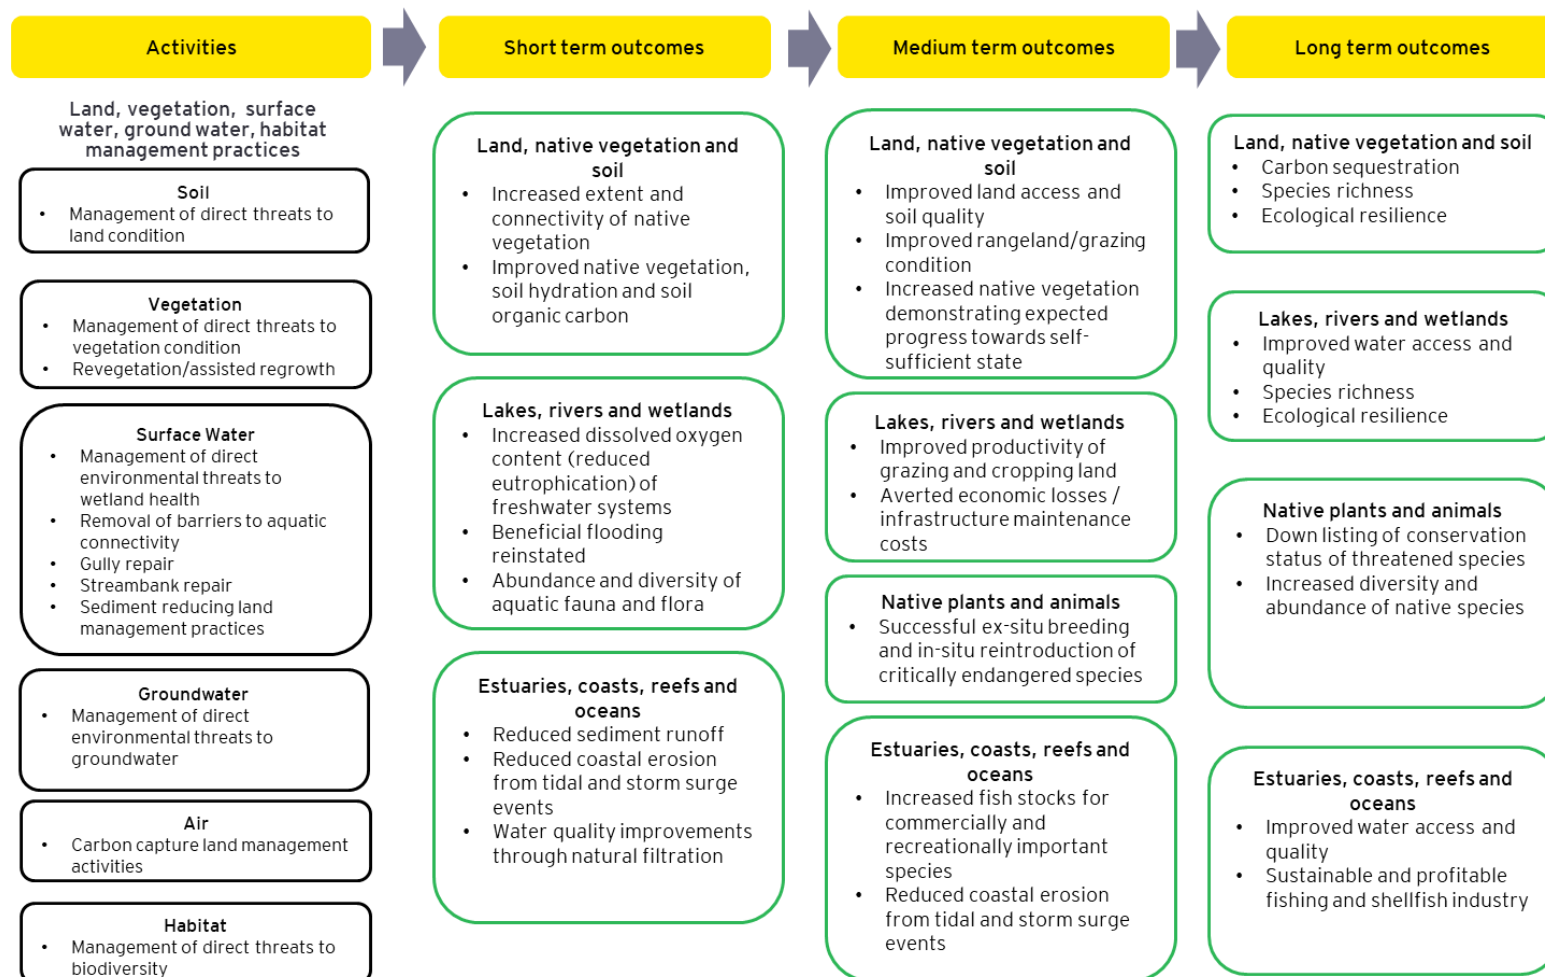 Activities
Short term outcomes
Medium term outcomes
Long term outcomes
Land, vegetation, surface
water, ground water, habitat
management practices
Soil
• Management of direct threats to
land condition
Vegetation
• Management of direct threats to
vegetation condition
• Revegetation/assisted regrowth
Surface Water
• Management of direct
environmental threats to
wetland health
• Removal of barriers to aquatic
connectivity
• Gully repair
• Streambank repair
• Sediment reducing land
management practices
Groundwater
• Management of direct
environmental threats to
groundwater
Air
• Carbon capture land management
activities
Habitat
• Management of direct threats to
biodiversity
Land, native vegetation and
soil
• Increased extent and
connectivity of native
vegetation
• Improved native vegetation,
soil hydration and soil
organic carbon
Lakes, rivers and wetlands
• Increased dissolved oxygen
content (reduced
eutrophication) of
freshwater systems
• Beneficial flooding
reinstated
• Abundance and diversity of
aquatic fauna and flora
Estuaries, coasts, reefs and
oceans
• Reduced sediment runoff
• Reduced coastal erosion
from tidal and storm surge
events
• Water quality improvements
through natural filtration
Land, native vegetation and
soil
• Improved land access and
soil quality
• Improved rangeland/grazing
condition
• Increased native vegetation
demonstrating expected
progress towards self-
sufficient state
Lakes, rivers and wetlands
• Improved productivity of
grazing and cropping land
• Averted economic losses /
infrastructure maintenance
costs
Native plants and animals
• Successful ex-situ breeding
and in-situ reintroduction of
critically endangered species
Estuaries, coasts, reefs and
oceans
• Increased fish stocks for
commercially and
recreationally important
species
• Reduced coastal erosion
from tidal and storm surge
events
Land, native vegetation and soil
• Carbon sequestration
• Species richness
• Ecological resilience
Lakes, rivers and wetlands
• Improved water access and
quality
• Species richness
• Ecological resilience
Native plants and animals
• Down listing of conservation
status of threatened species
• Increased diversity and
abundance of native species
Estuaries, coasts, reefs and
oceans
• Improved water access and
quality
• Sustainable and profitable
fishing and shellfish industry